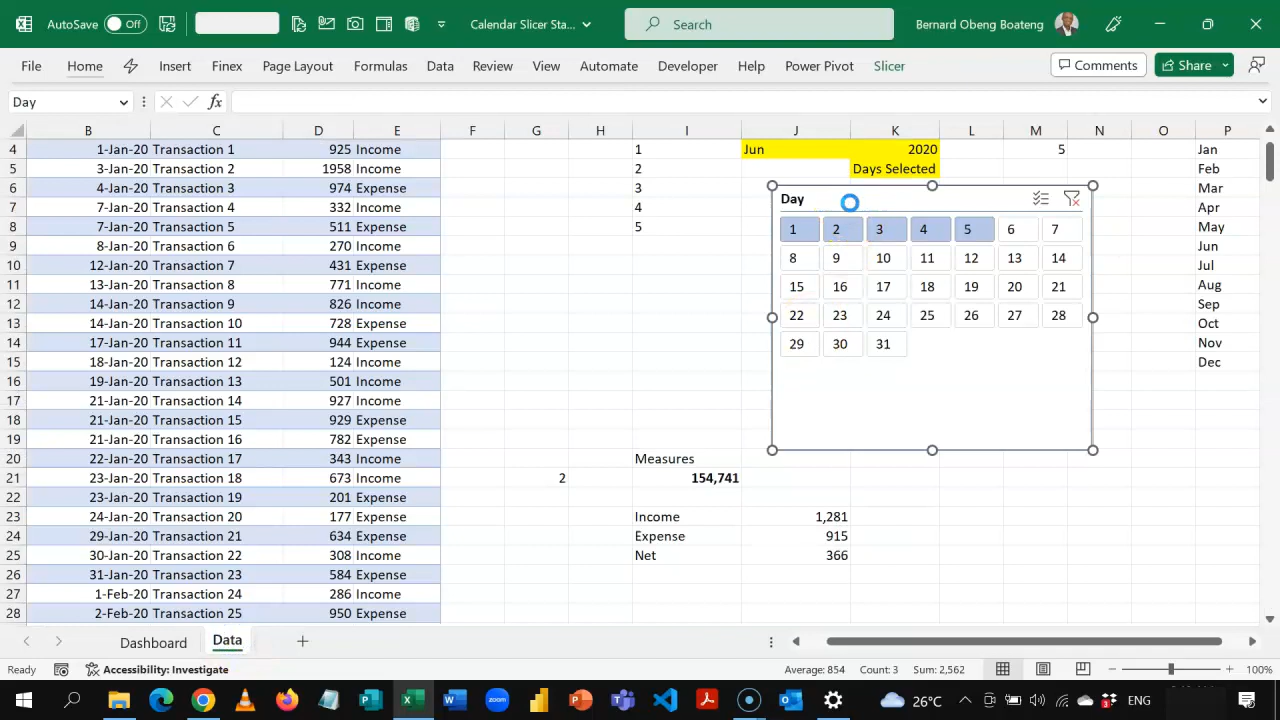 AutoSave Off Calendar Slicer Sta... Search Bernard Obeng Boateng
File Home Insert Finex Page Layout Formulas Data Review View Automate Developer Help Power Pivot Slicer Comments Share
Day fx
B C D E F G H I J K L M N O P
4 1-Jan-20 Transaction 1 925 Income 1 Jun 2020 5 Jan
5 3-Jan-20 Transaction 2 1958 Income 2 Days Selected Feb
6 4-Jan-20 Transaction 3 974 Expense 3 Day Mar
7 7-Jan-20 Transaction 4 332 Income 4 Apr
8 7-Jan-20 Transaction 5 511 Expense 5 1 2 3 4 5 6 7 May
9 8-Jan-20 Transaction 6 270 Income Jun
10 12-Jan-20 Transaction 7 431 Expense 8 9 10 11 12 13 14 Jul
11 13-Jan-20 Transaction 8 771 Income 15 16 17 18 19 20 21 Aug
12 14-Jan-20 Transaction 9 826 Income Sep
13 14-Jan-20 Transaction 10 728 Expense 22 23 24 25 26 27 28 Oct
14 17-Jan-20 Transaction 11 944 Expense 29 30 31 Nov
15 18-Jan-20 Transaction 12 124 Income Dec
16 19-Jan-20 Transaction 13 501 Income
17 21-Jan-20 Transaction 14 927 Income
18 21-Jan-20 Transaction 15 929 Expense
19 21-Jan-20 Transaction 16 782 Expense
20 22-Jan-20 Transaction 17 343 Income Measures
21 23-Jan-20 Transaction 18 673 Income 2 154,741
22 23-Jan-20 Transaction 19 201 Expense
23 24-Jan-20 Transaction 20 177 Expense Income 1,281
24 29-Jan-20 Transaction 21 634 Expense Expense 915
25 30-Jan-20 Transaction 22 308 Income Net 366
26 31-Jan-20 Transaction 23 584 Expense
27 1-Feb-20 Transaction 24 286 Income
28 2-Feb-20 Transaction 25 950 Expense
Dashboard Data
Ready Accessibility: Investigate Average: 854 Count: 3 Sum: 2,562 100%
26°C ENG